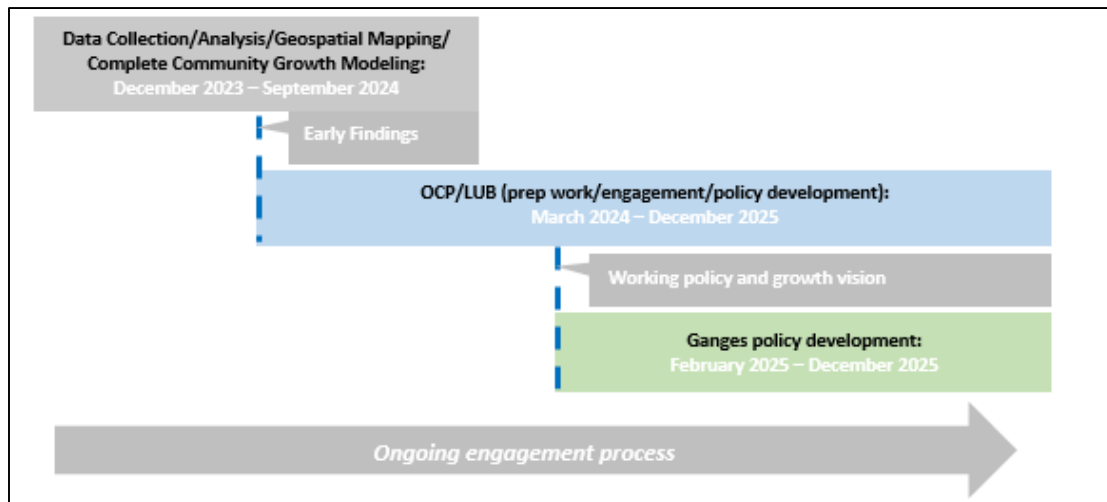 Data Collection/Analysis/Geospatial Mapping/
Complete Community Growth Modeling:
December 2023 – September 2024
Early Findings
OCP/LUB (prep work/engagement/policy development):
March 2024 – December 2025
Working policy and growth vision
Ganges policy development:
February 2025 – December 2025
Ongoing engagement process